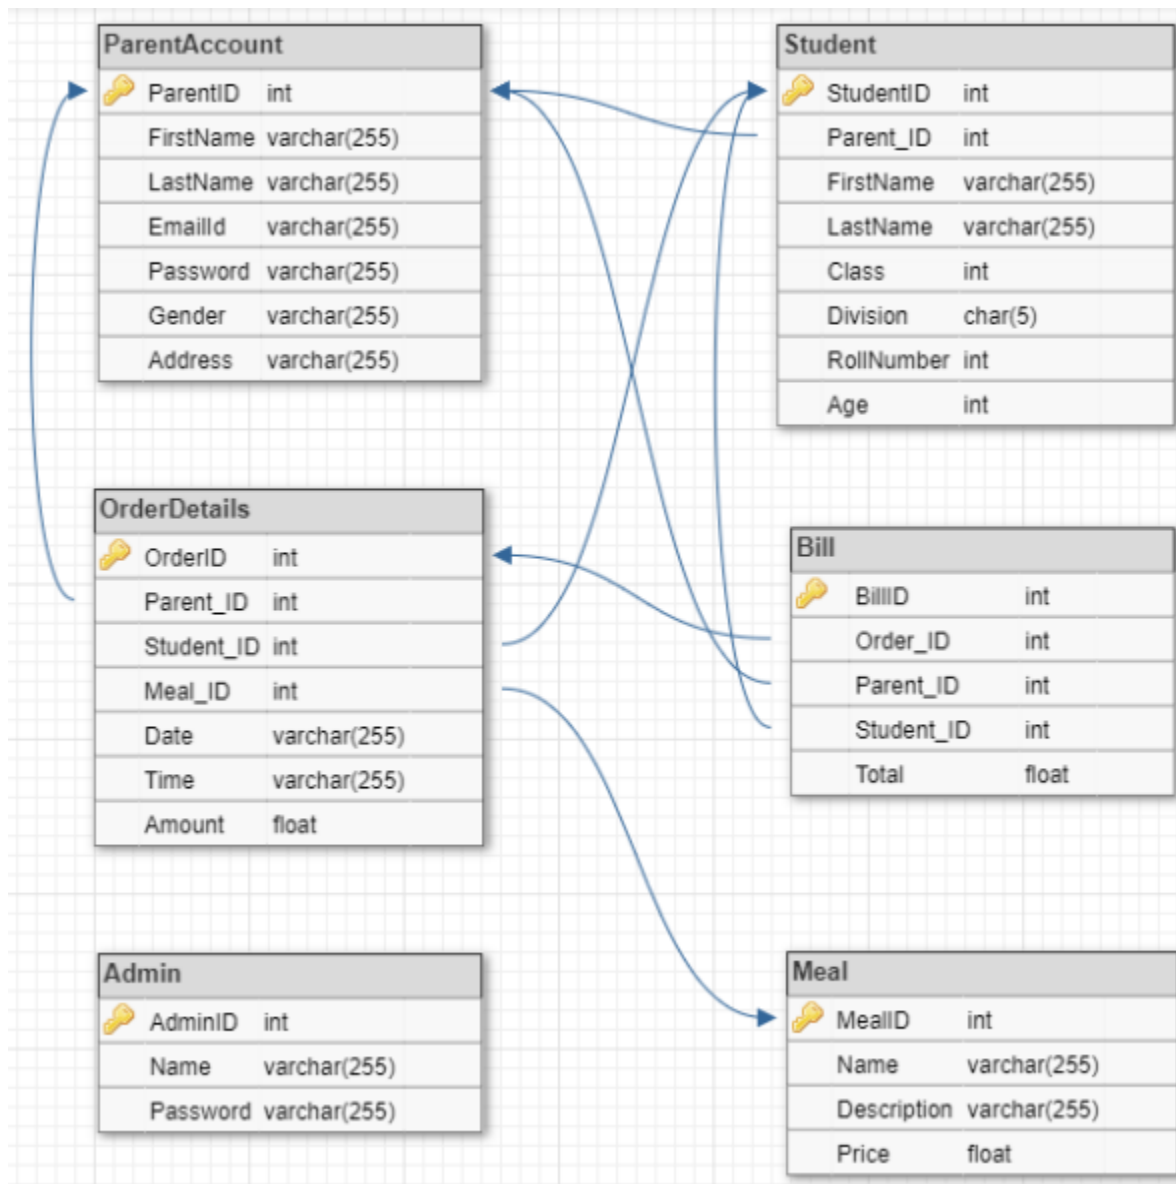 ParentAccount
ParentID int
FirstName varchar(255)
LastName varchar(255)
EmailId varchar(255)
Password varchar(255)
Gender varchar(255)
Address varchar(255)
Student
StudentID int
Parent_ID int
FirstName varchar(255)
LastName varchar(255)
Class int
Division char(5)
RollNumber int
Age int
OrderDetails
OrderID int
Parent_ID int
Student_ID int
Meal_ID int
Date varchar(255)
Time varchar(255)
Amount float
Bill
BillID int
Order_ID int
Parent_ID int
Student_ID int
Total float
Admin
AdminID int
Name varchar(255)
Password varchar(255)
Meal
MealID int
Name varchar(255)
Description varchar(255)
Price float